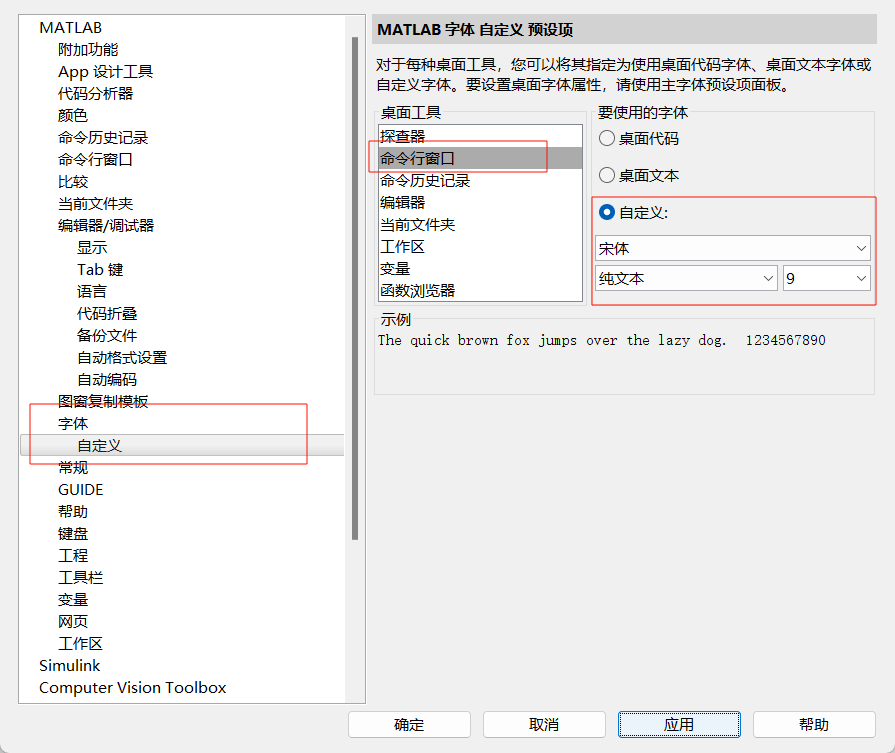 MATLAB
附加功能
App 设计工具
代码分析器
颜色
命令历史记录
命令行窗口
比较
当前文件夹
编辑器/调试器
显示
Tab 键
语言
代码折叠
备份文件
自动格式设置
自动编码
图窗复制模板
字体
自定义
常规
GUIDE
帮助
键盘
工程
工具栏
变量
网页
工作区
Simulink
Computer Vision Toolbox
MATLAB 字体 自定义 预设项
对于每种桌面工具，您可以将其指定为使用桌面代码字体、桌面文本字体或
自定义字体。要设置桌面字体属性，请使用主字体预设项面板。
桌面工具
探查器
命令行窗口
命令历史记录
编辑器
当前文件夹
工作区
变量
函数浏览器
要使用的字体
桌面代码
桌面文本
自定义:
宋体
纯文本 9
示例
The quick brown fox jumps over the lazy dog. 1234567890
确定 取消 应用 帮助